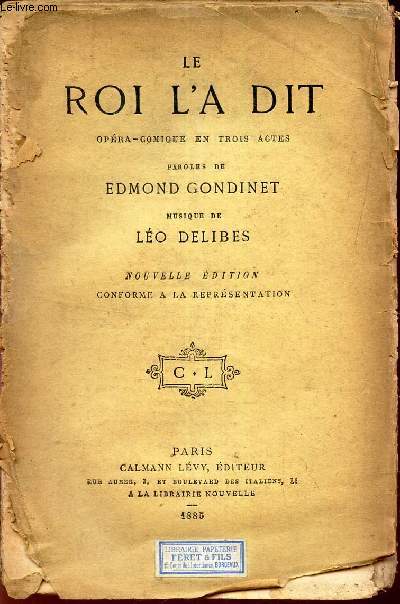 Le-livre.com
LE
ROI L'A DIT
OPÉRA-COMIQUE EN TROIS ACTES
PAROLES DE
EDMOND GONDINET
MUSIQUE DE
LÉO DELIBES
NOUVELLE ÉDITION
CONFORME A LA REPRÉSENTATION
C L
PARIS
CALMANN LÉVY, ÉDITEUR
RUE AUBER, 3, ET BOULEVARD DES ITALIENS, 15
A LA LIBRAIRIE NOUVELLE
1885
LIBRAIRIE PAPETERIE
FERET & FILS
BORDEAUX